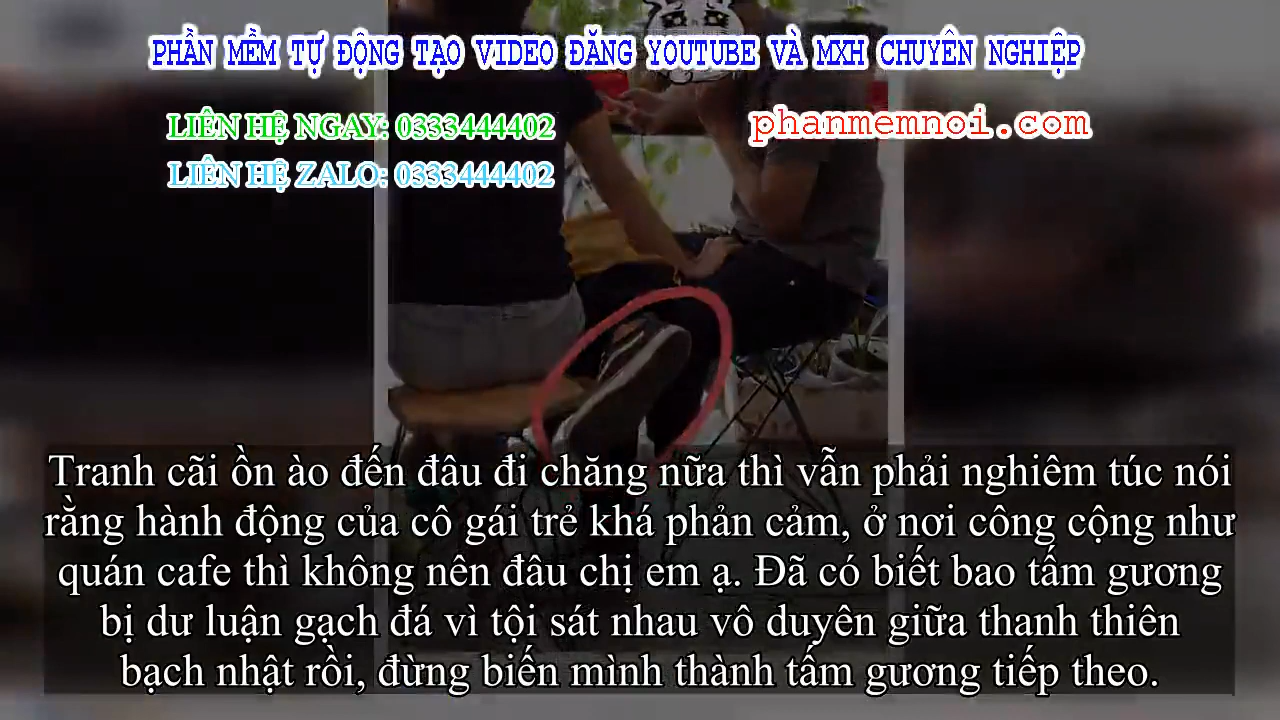 PHẦN MỀM TỰ ĐỘNG TẠO VIDEO ĐĂNG YOUTUBE VÀ MXH CHUYÊN NGHIỆP
LIÊN HỆ NGAY: 0333444402
phanmemnoi.com
LIÊN HỆ ZALO: 0333444402
Tranh cãi ồn ào đến đâu đi chăng nữa thì vẫn phải nghiêm túc nói
rằng hành động của cô gái trẻ khá phản cảm, ở nơi công cộng như
quán cafe thì không nên đâu chị em ạ. Đã có biết bao tấm gương
bị dư luận gạch đá vì tội sát nhau vô duyên giữa thanh thiên
bạch nhật rồi, đừng biến mình thành tấm gương tiếp theo.